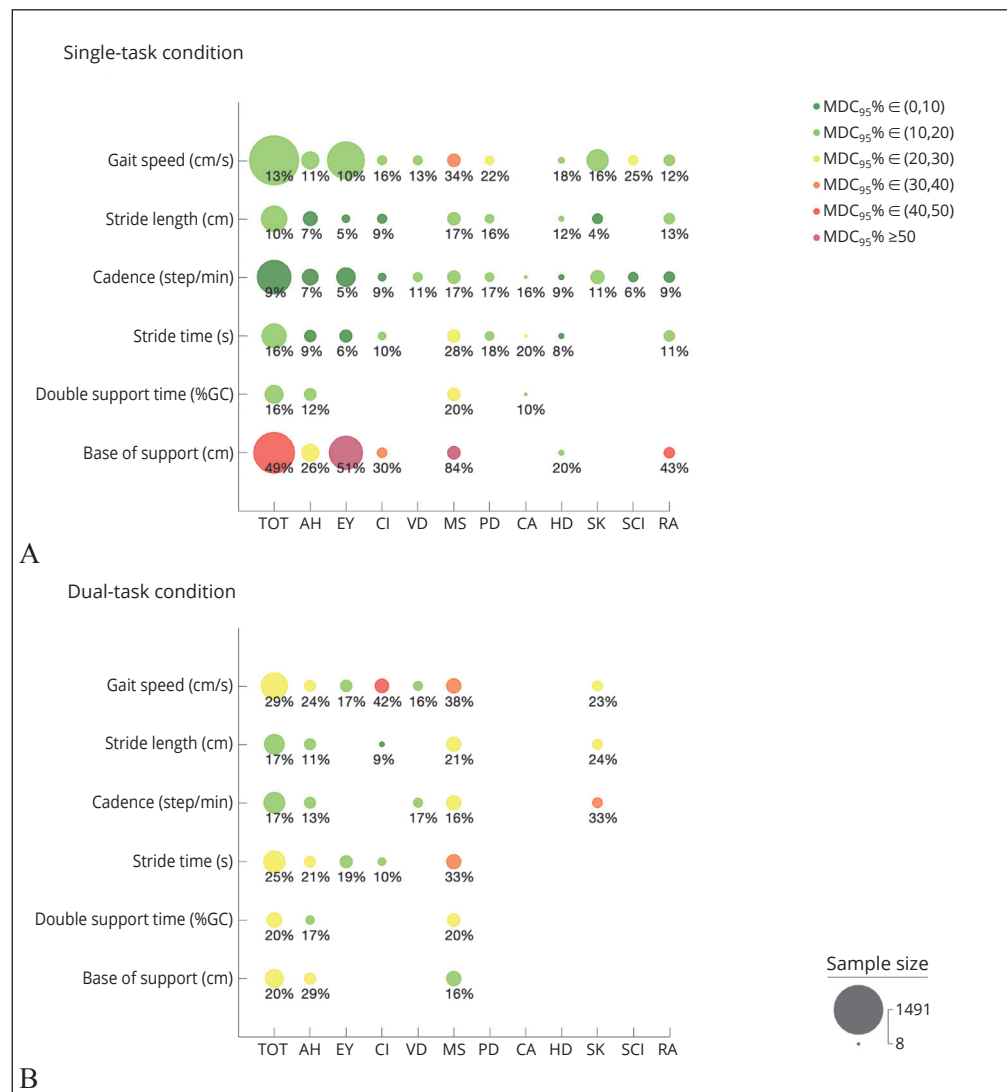 Single-task condition
MDC95% ∈ (0,10)
MDC95% ∈ (10,20)
MDC95% ∈ (20,30)
MDC95% ∈ (30,40)
MDC95% ∈ (40,50)
MDC95% ≥50
Gait speed (cm/s)
13% 11% 10% 16% 13% 34% 22% 18% 16% 25% 12%
Stride length (cm)
10% 7% 5% 9% 17% 16% 12% 4% 13%
Cadence (step/min)
9% 7% 5% 9% 11% 17% 17% 16% 9% 11% 6% 9%
Stride time (s)
16% 9% 6% 10% 28% 18% 20% 8% 11%
Double support time (%GC)
16% 12% 20% 10%
Base of support (cm)
49% 26% 51% 30% 84% 20% 43%
TOT AH EY CI VD MS PD CA HD SK SCI RA
A
Dual-task condition
Gait speed (cm/s)
29% 24% 17% 42% 16% 38% 23%
Stride length (cm)
17% 11% 9% 21% 24%
Cadence (step/min)
17% 13% 17% 16% 33%
Stride time (s)
25% 21% 19% 10% 33%
Double support time (%GC)
20% 17% 20%
Base of support (cm)
20% 29% 16%
TOT AH EY CI VD MS PD CA HD SK SCI RA
Sample size
1491
8
B